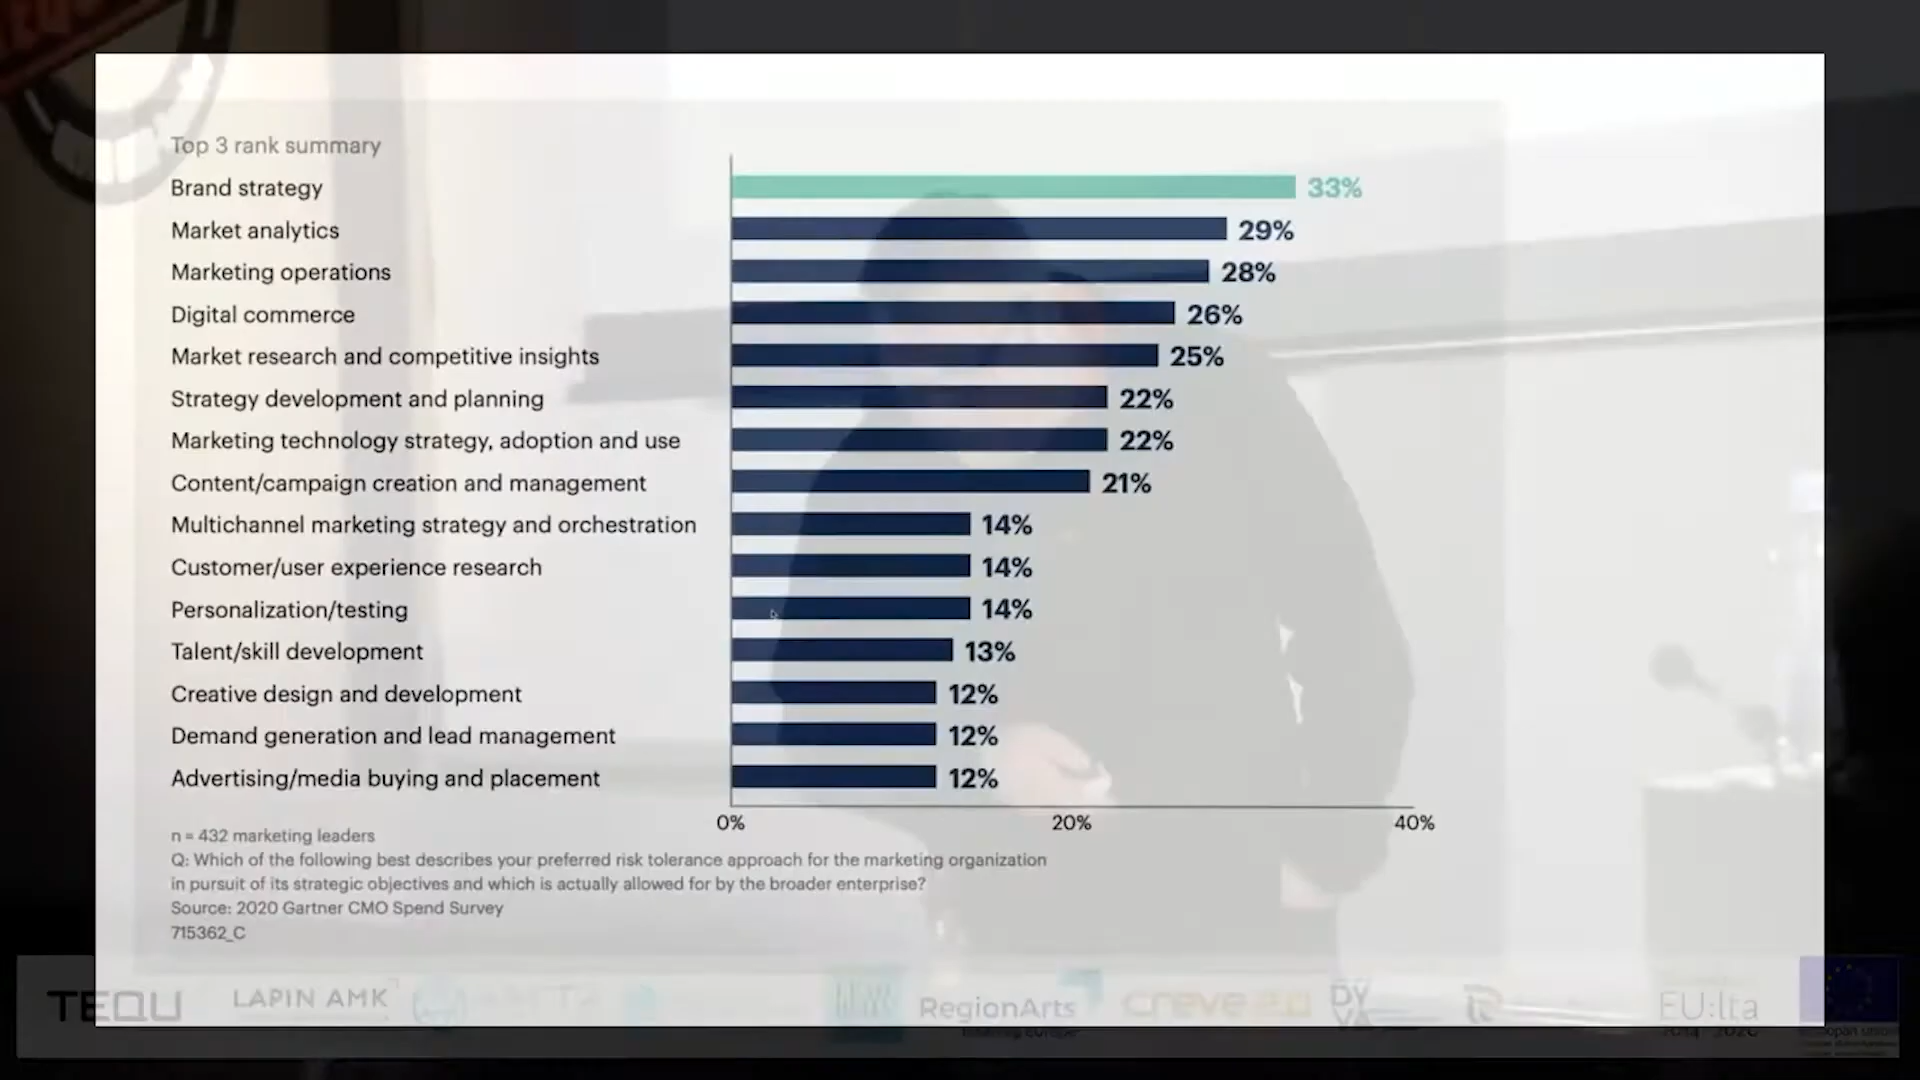 Top 3 rank summary
Brand strategy 33%
Market analytics 29%
Marketing operations 28%
Digital commerce 26%
Market research and competitive insights 25%
Strategy development and planning 22%
Marketing technology strategy, adoption and use 22%
Content/campaign creation and management 21%
Multichannel marketing strategy and orchestration 14%
Customer/user experience research 14%
Personalization/testing 14%
Talent/skill development 13%
Creative design and development 12%
Demand generation and lead management 12%
Advertising/media buying and placement 12%
0% 20% 40%
n = 432 marketing leaders
Q: Which of the following best describes your preferred risk tolerance approach for the marketing organization
in pursuit of its strategic objectives and which is actually allowed for by the broader enterprise?
Source: 2020 Gartner CMO Spend Survey
715362_C
TEQU LAPIN AMK RegionArts creve 2.0 DY EU:lta
VA